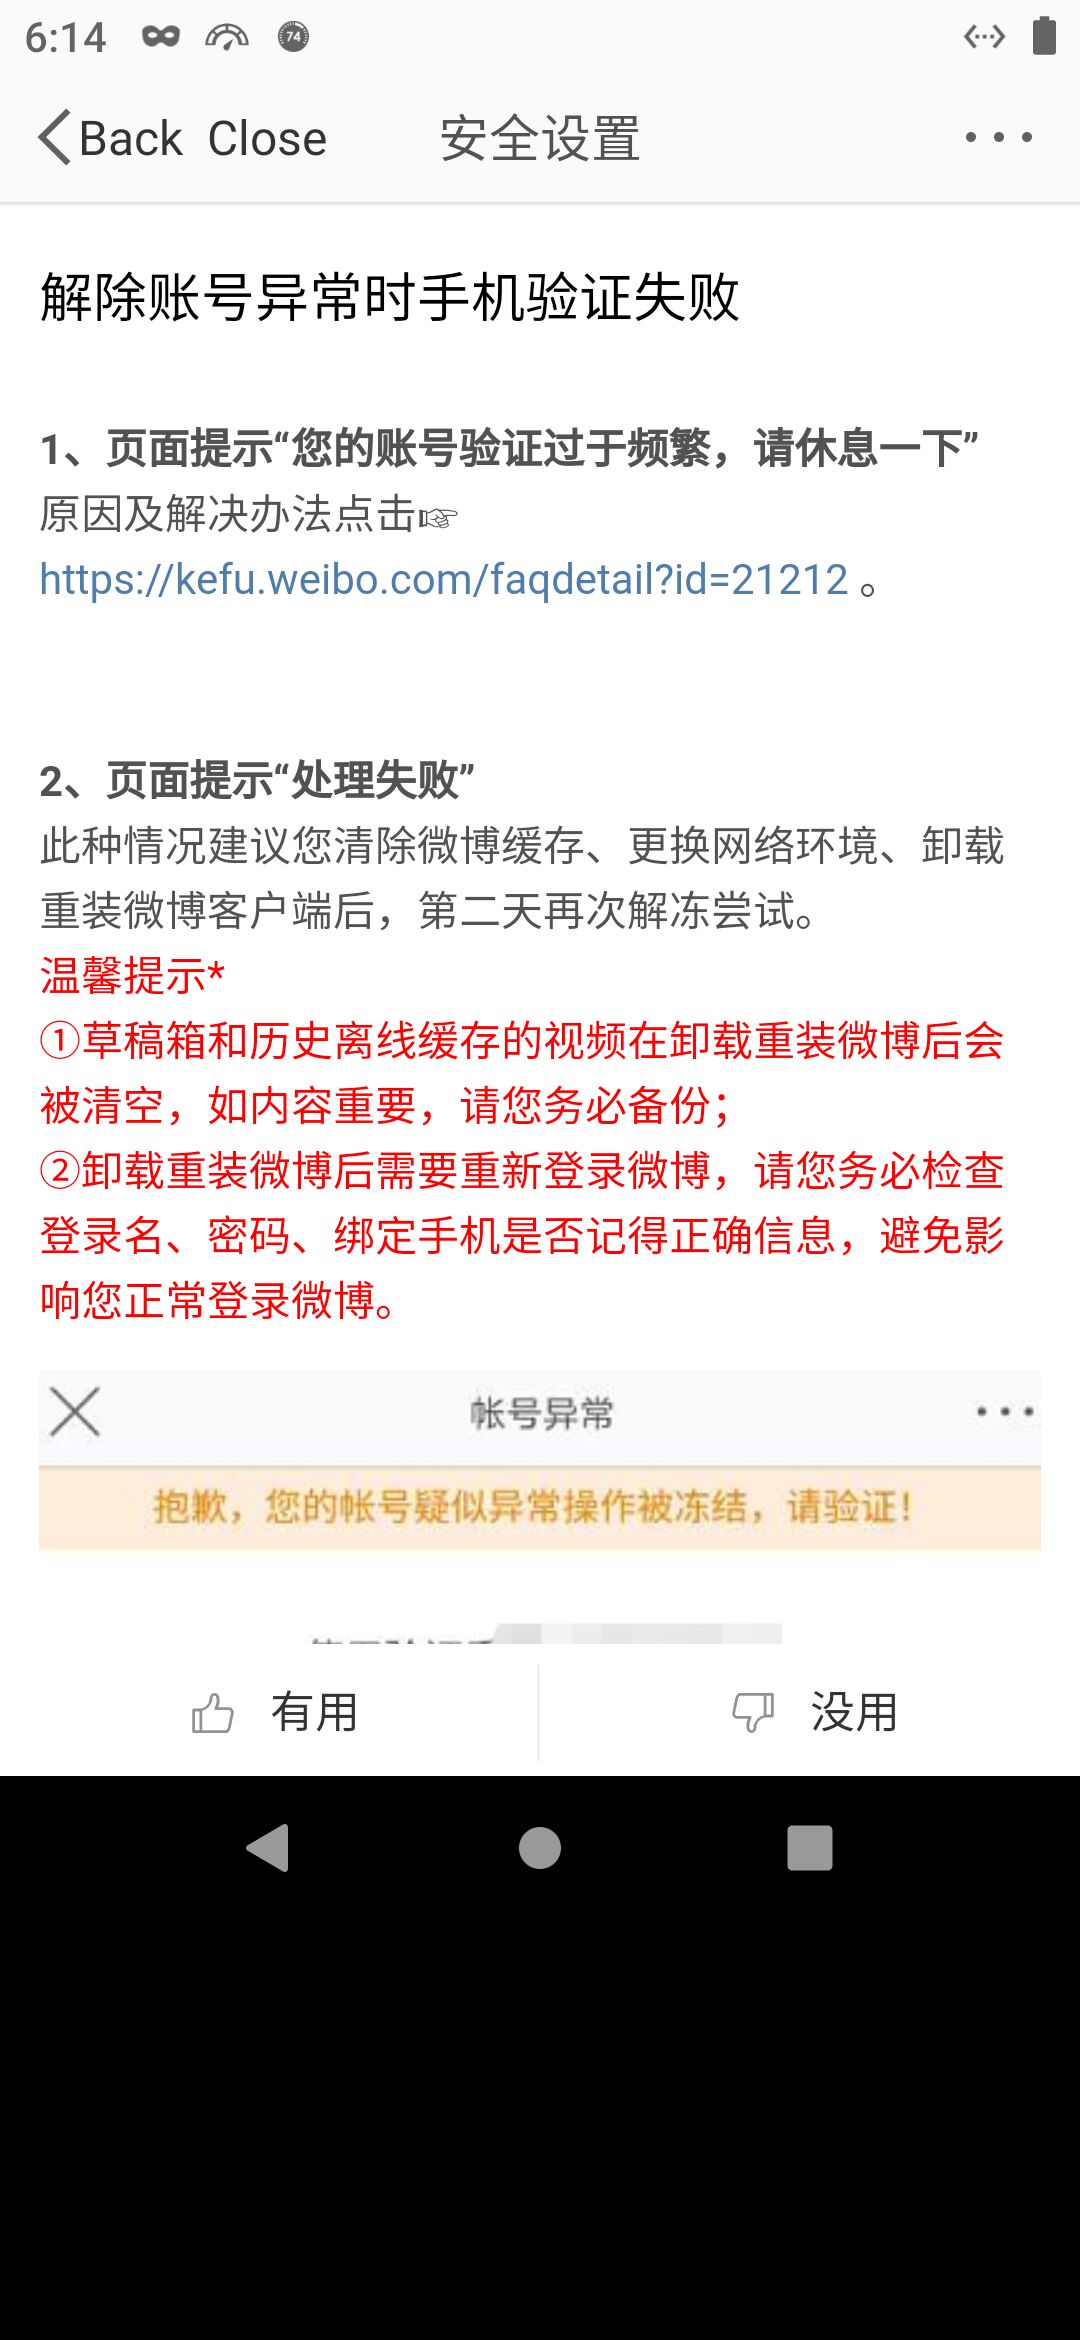 6:14
74
Back Close 安全设置
解除账号异常时手机验证失败
1、页面提示“您的账号验证过于频繁，请休息一下”
原因及解决办法点击☞
https://kefu.weibo.com/faqdetail?id=21212 。
2、页面提示“处理失败”
此种情况建议您清除微博缓存、更换网络环境、卸载
重装微博客户端后，第二天再次解冻尝试。
温馨提示*
①草稿箱和历史离线缓存的视频在卸载重装微博后会
被清空，如内容重要，请您务必备份；
②卸载重装微博后需要重新登录微博，请您务必检查
登录名、密码、绑定手机是否记得正确信息，避免影
响您正常登录微博。
帐号异常
抱歉，您的帐号疑似异常操作被冻结，请验证！
有用
没用